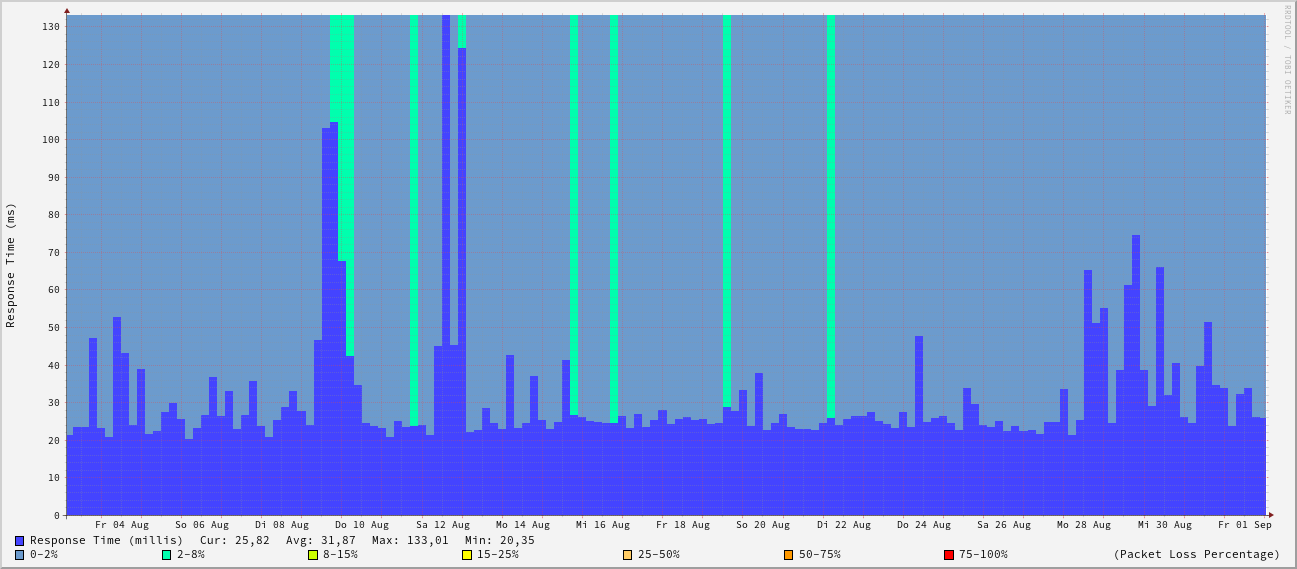 RRDTOOL / TOBI OETIKER
Response Time (ms)
130
120
110
100
90
80
70
60
50
40
30
20
10
0
Fr 04 Aug So 06 Aug Di 08 Aug Do 10 Aug Sa 12 Aug Mo 14 Aug Mi 16 Aug Fr 18 Aug So 20 Aug Di 22 Aug Do 24 Aug Sa 26 Aug Mo 28 Aug Mi 30 Aug Fr 01 Sep
Response Time (millis) Cur: 25,82 Avg: 31,87 Max: 133,01 Min: 20,35
0-2% 2-8% 8-15% 15-25% 25-50% 50-75% 75-100% (Packet Loss Percentage)